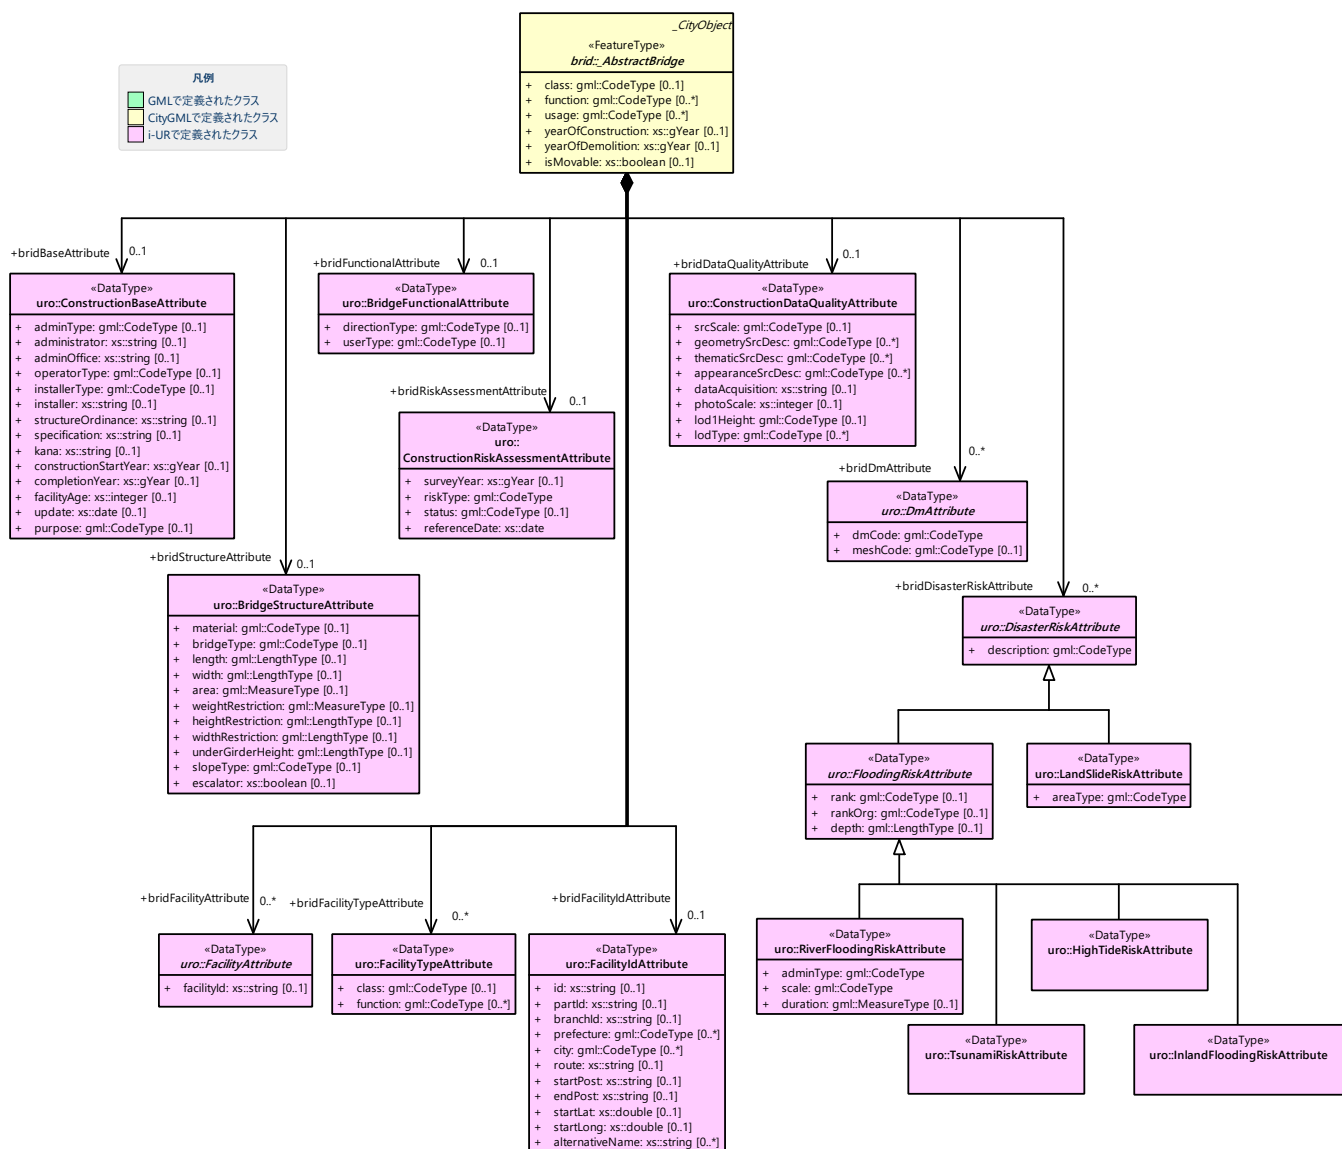 _CityObject
«FeatureType»
brid::_AbstractBridge
+ class: gml::CodeType [0..1]
+ function: gml::CodeType [0..*]
+ usage: gml::CodeType [0..*]
+ yearOfConstruction: xs::gYear [0..1]
+ yearOfDemolition: xs::gYear [0..1]
+ isMovable: xs::boolean [0..1]
凡例
GMLで定義されたクラス
CityGMLで定義されたクラス
i-URで定義されたクラス
+bridBaseAttribute
0..1
«DataType»
uro::ConstructionBaseAttribute
+ adminType: gml::CodeType [0..1]
+ administrator: xs::string [0..1]
+ adminOffice: xs::string [0..1]
+ operatorType: gml::CodeType [0..1]
+ installerType: gml::CodeType [0..1]
+ installer: xs::string [0..1]
+ structureOrdinance: xs::string [0..1]
+ specification: xs::string [0..1]
+ kana: xs::string [0..1]
+ constructionStartYear: xs::gYear [0..1]
+ completionYear: xs::gYear [0..1]
+ facilityAge: xs::integer [0..1]
+ update: xs::date [0..1]
+ purpose: gml::CodeType [0..1]
+bridFunctionalAttribute
0..1
«DataType»
uro::BridgeFunctionalAttribute
+ directionType: gml::CodeType [0..1]
+ userType: gml::CodeType [0..1]
+bridRiskAssessmentAttribute
0..1
«DataType»
uro::
ConstructionRiskAssessmentAttribute
+ surveyYear: xs::gYear [0..1]
+ riskType: gml::CodeType
+ status: gml::CodeType [0..1]
+ referenceDate: xs::date
+bridDataQualityAttribute
0..1
«DataType»
uro::ConstructionDataQualityAttribute
+ srcScale: gml::CodeType [0..1]
+ geometrySrcDesc: gml::CodeType [0..*]
+ thematicSrcDesc: gml::CodeType [0..*]
+ appearanceSrcDesc: gml::CodeType [0..*]
+ dataAcquisition: xs::string [0..1]
+ photoScale: xs::integer [0..1]
+ lod1Height: gml::CodeType [0..1]
+ lodType: gml::CodeType [0..*]
+bridDmAttribute
0..*
«DataType»
uro::DmAttribute
+ dmCode: gml::CodeType
+ meshCode: gml::CodeType [0..1]
+bridStructureAttribute
0..1
«DataType»
uro::BridgeStructureAttribute
+ material: gml::CodeType [0..1]
+ bridgeType: gml::CodeType [0..1]
+ length: gml::LengthType [0..1]
+ width: gml::LengthType [0..1]
+ area: gml::MeasureType [0..1]
+ weightRestriction: gml::MeasureType [0..1]
+ heightRestriction: gml::LengthType [0..1]
+ widthRestriction: gml::LengthType [0..1]
+ underGirderHeight: gml::LengthType [0..1]
+ slopeType: gml::CodeType [0..1]
+ escalator: xs::boolean [0..1]
+bridDisasterRiskAttribute
0..*
«DataType»
uro::DisasterRiskAttribute
+ description: gml::CodeType
«DataType»
uro::FloodingRiskAttribute
+ rank: gml::CodeType [0..1]
+ rankOrg: gml::CodeType [0..1]
+ depth: gml::LengthType [0..1]
«DataType»
uro::LandSlideRiskAttribute
+ areaType: gml::CodeType
+bridFacilityAttribute
0..*
«DataType»
uro::FacilityAttribute
+ facilityId: xs::string [0..1]
+bridFacilityTypeAttribute
0..*
«DataType»
uro::FacilityTypeAttribute
+ class: gml::CodeType [0..1]
+ function: gml::CodeType [0..*]
+bridFacilityIdAttribute
0..1
«DataType»
uro::FacilityIdAttribute
+ id: xs::string [0..1]
+ partId: xs::string [0..1]
+ branchId: xs::string [0..1]
+ prefecture: gml::CodeType [0..*]
+ city: gml::CodeType [0..*]
+ route: xs::string [0..1]
+ startPost: xs::string [0..1]
+ endPost: xs::string [0..1]
+ startLat: xs::double [0..1]
+ startLong: xs::double [0..1]
+ alternativeName: xs::string [0..*]
«DataType»
uro::RiverFloodingRiskAttribute
+ adminType: gml::CodeType
+ scale: gml::CodeType
+ duration: gml::MeasureType [0..1]
«DataType»
uro::HighTideRiskAttribute
«DataType»
uro::TsunamiRiskAttribute
«DataType»
uro::InlandFloodingRiskAttribute